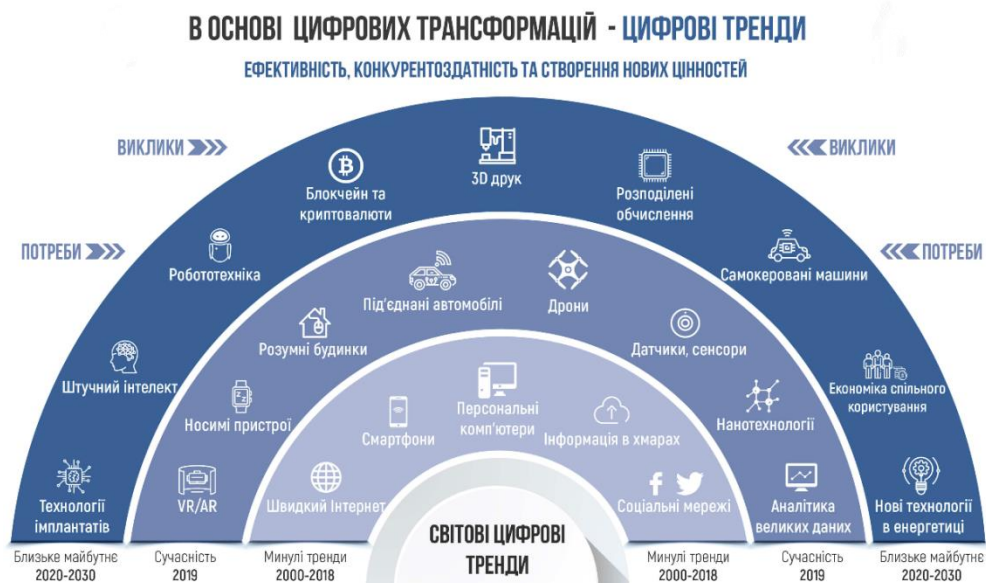 В ОСНОВІ ЦИФРОВИХ ТРАНСФОРМАЦІЙ - ЦИФРОВІ ТРЕНДИ
ЕФЕКТИВНІСТЬ, КОНКУРЕНТОЗДАТНІСТЬ ТА СТВОРЕННЯ НОВИХ ЦІННОСТЕЙ
ВИКЛИКИ
ВИКЛИКИ
ПОТРЕБИ
ПОТРЕБИ
Технології
імплантатів
Штучний інтелект
Робототехніка
Блокчейн та
криптовалюти
3D друк
Розподілені
обчислення
Самокеровані машини
Економіка спільного
користування
Нові технології
в енергетиці
VR/AR
Носимі пристрої
Розумні будинки
Під'єднані автомобілі
Дрони
Датчики, сенсори
Нанотехнології
Аналітика
великих даних
Швидкий Інтернет
Смартфони
Персональні
комп'ютери
Інформація в хмарах
Соціальні мережі
СВІТОВІ ЦИФРОВІ
ТРЕНДИ
Близьке майбутнє
2020-2030
Сучасність
2019
Минулі тренди
2000-2018
Минулі тренди
2000-2018
Сучасність
2019
Близьке майбутнє
2020-2030